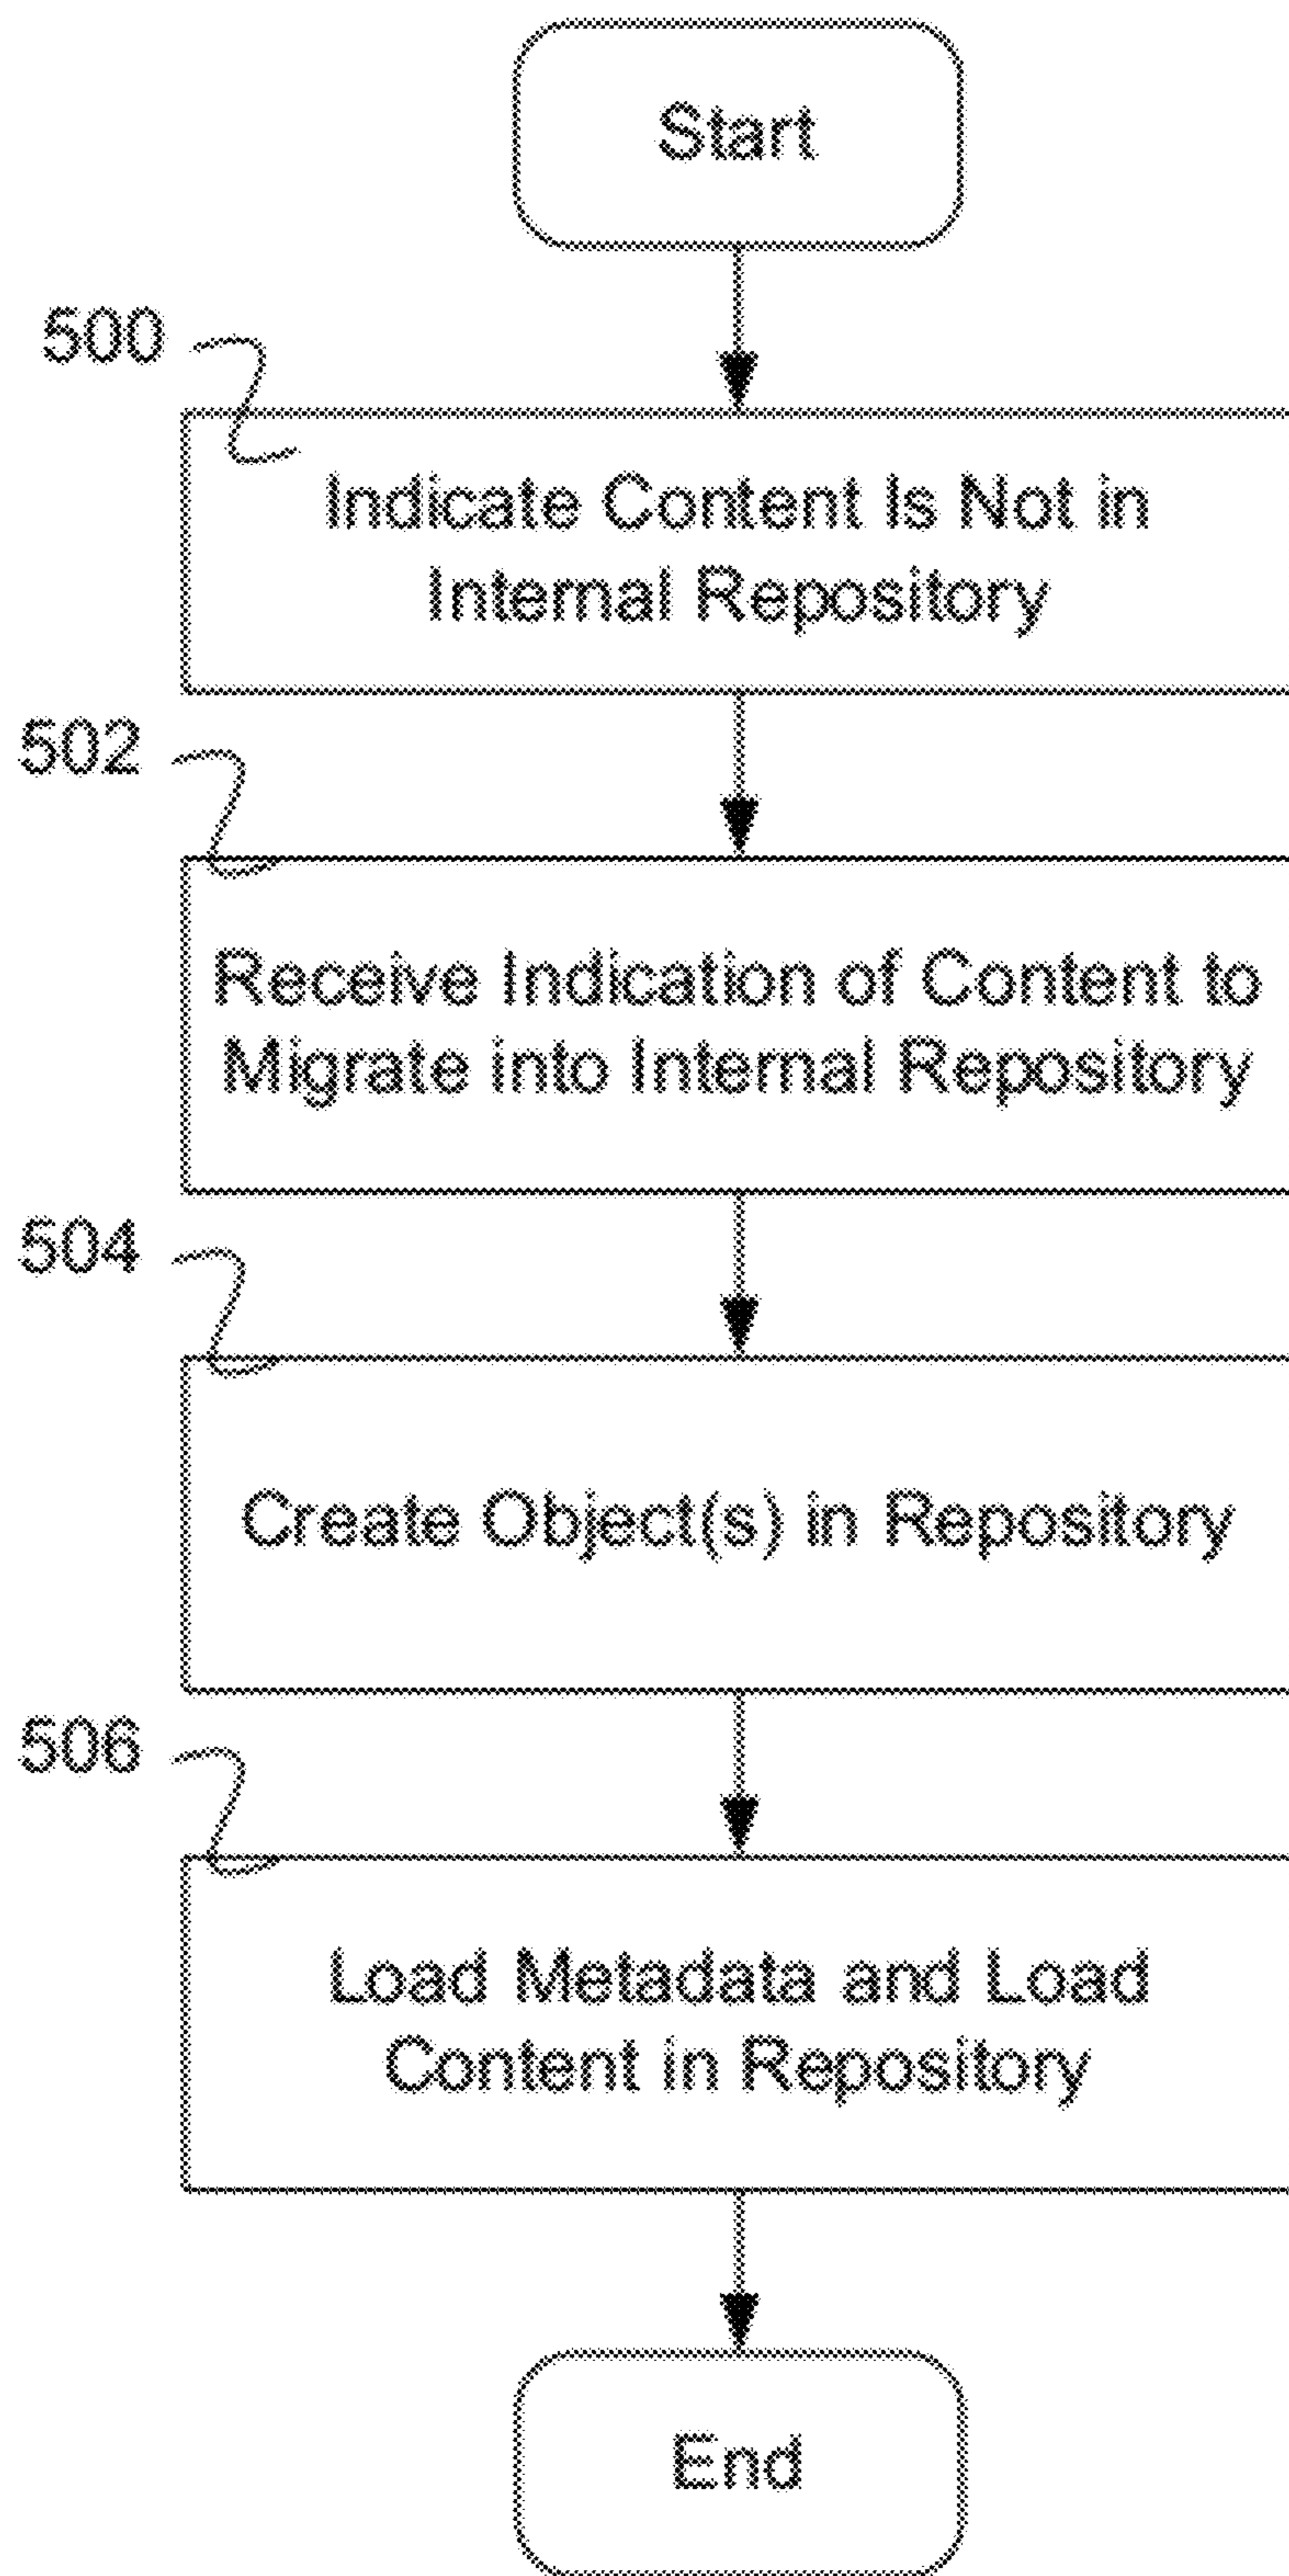 Start
500
Indicate Content Is Not in
Internal Repository
502
Receive Indication of Content to
Migrate into Internal Repository
504
Create Object(s) in Repository
506
Load Metadata and Load
Content in Repository
End